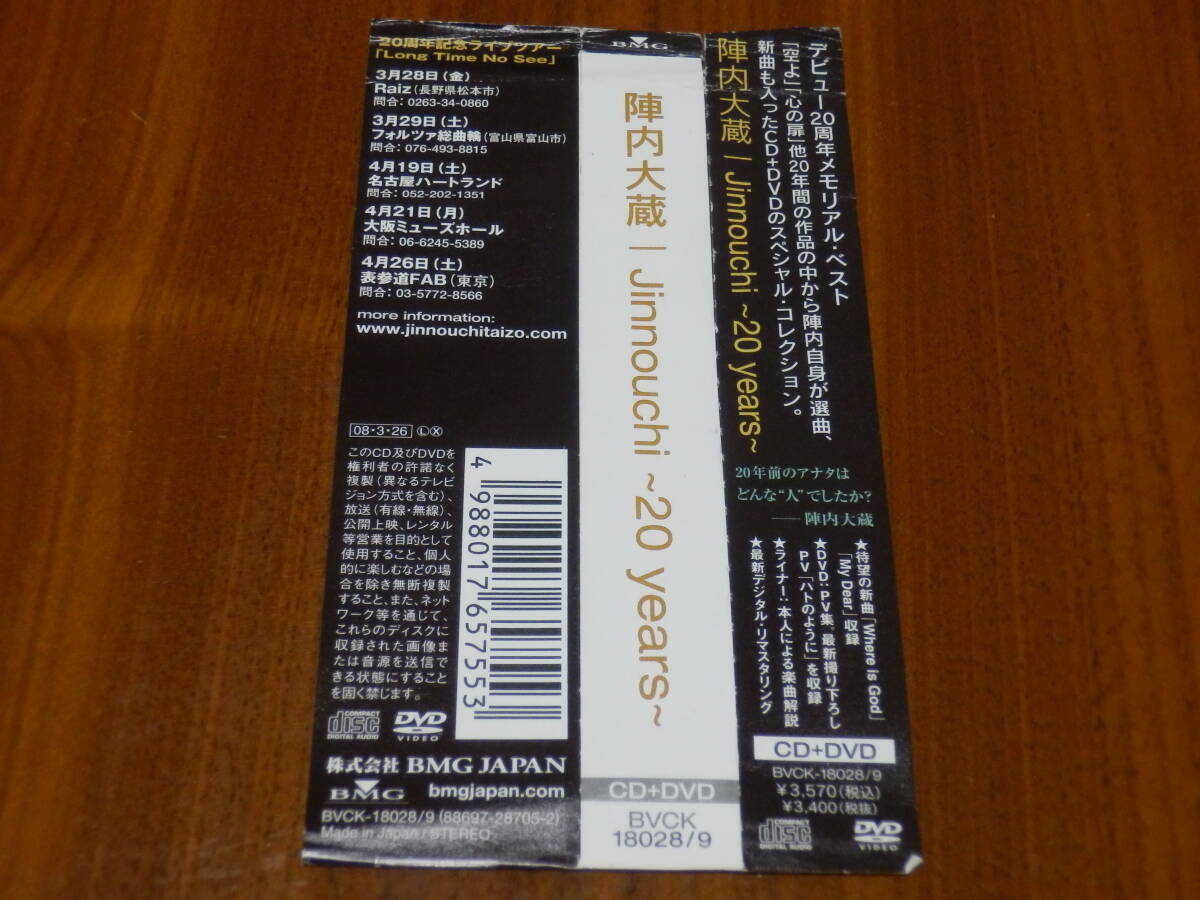 20周年記念ライブツアー
「Long Time No See」
3月28日（金）
Raiz（長野県松本市）
問合：0263-34-0860
3月29日（土）
フォルツァ総曲輪（富山県富山市）
問合：076-493-8815
4月19日（土）
名古屋ハートランド
問合：052-202-1351
4月21日（月）
大阪ミューズホール
問合：06-6245-5389
4月26日（土）
表参道FAB（東京）
問合：03-5772-8566
more information:
www.jinnouchitaizo.com
08・3・26 Ⓛ Ⓧ
このCD及びDVDを
権利者の許諾なく
複製（異なるテレビ
ジョン方式を含む）、
放送（有線・無線）、
公開上映、レンタル
等営業を目的として
使用すること、個人
的に楽しむなどの場
合を除き無断複製
すること、また、ネット
ワーク等を通じて、
これらのディスクに
収録された画像ま
たは音源を送信で
きる状態にすること
を固く禁じます。
4 988017 657553
COMPACT
disc
DIGITAL AUDIO
DVD
VIDEO
株式会社 BMG JAPAN
BMG
bmgjapan.com
BVCK-18028/9 (88697-28705-2)
Made in Japan / STEREO
BMG
陣内大蔵｜Jinnouchi ~20 years~
CD+DVD
BVCK
18028/9
デビュー20周年メモリアル・ベスト
「空よ」「心の扉」他20年間の作品の中から陣内自身が選曲、
新曲も入ったCD+DVDのスペシャル・コレクション。
陣内大蔵｜Jinnouchi ~20 years~
20年前のアナタは
どんな“人”でしたか？
——陣内大蔵
★待望の新曲「Where is God」
「My Dear」収録
★DVD：PV集。最新撮り下ろし
PV「ハトのように」を収録
★ライナー：本人による楽曲解説
★最新デジタル・リマスタリング
CD+DVD
BVCK-18028/9
￥3,570（税込）
￥3,400（税抜）
COMPACT
disc
DIGITAL AUDIO
DVD
VIDEO